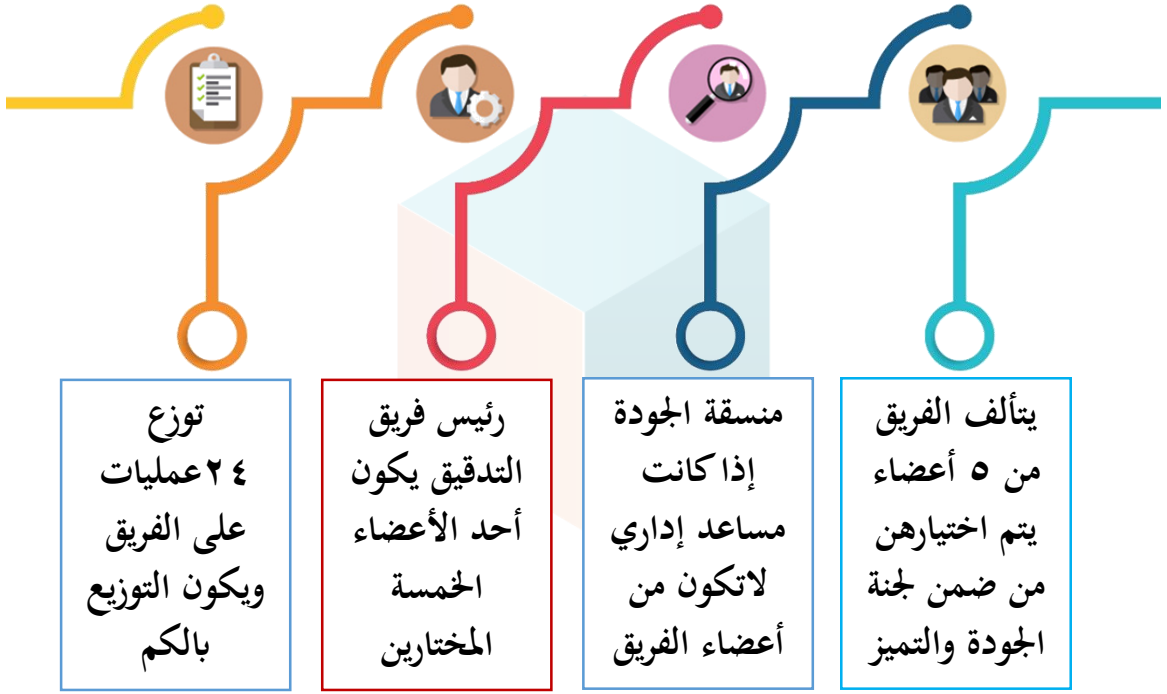 يتألف الفريق
من ٥ أعضاء
يتم اختيارهن
من ضمن لجنة
الجودة والتميز
منسقة الجودة
إذا كانت
مساعد إداري
لاتكون من
أعضاء الفريق
رئيس فريق
التدقيق يكون
أحد الأعضاء
الخمسة
المختارين
توزع
٢٤عمليات
على الفريق
ويكون التوزيع
بالكم